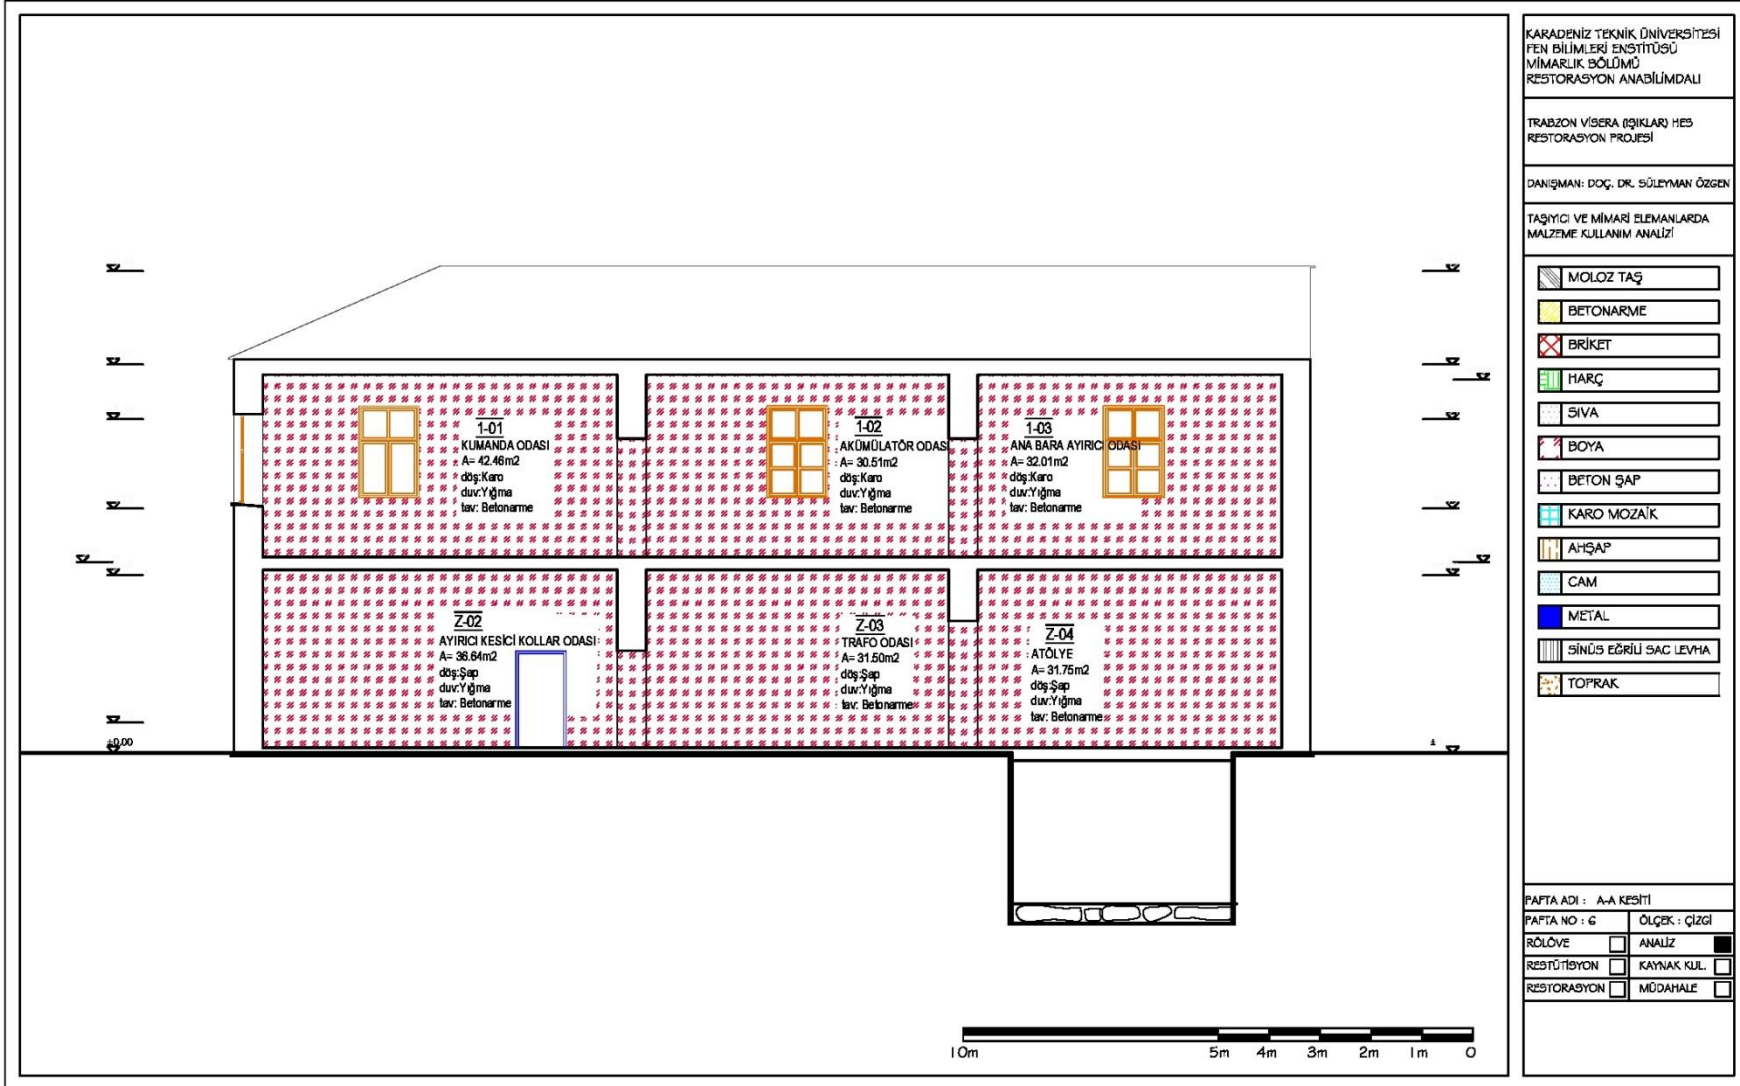 KARADENİZ TEKNİK ÜNİVERSİTESİ
FEN BİLİMLERİ ENSTİTÜSÜ
MİMARLIK BÖLÜMÜ
RESTORASYON ANABİLİMDALI
TRABZON VİSERA (IŞIKLAR) HES
RESTORASYON PROJESİ
DANIŞMAN: DOÇ. DR. SÜLEYMAN ÖZGEN
TAŞIYICI VE MİMARİ ELEMANLARDA
MALZEME KULLANIM ANALİZİ
MOLOZ TAŞ
BETONARME
BRİKET
HARÇ
SIVA
BOYA
BETON ŞAP
KARO MOZAİK
AHŞAP
CAM
METAL
SİNÜS EĞRİLİ SAC LEVHA
TOPRAK
1-01
KUMANDA ODASI
A= 42.46m2
döş:Karo
duv:Yığma
tav: Betonarme
1-02
AKÜMÜLATÖR ODASI
A= 30.51m2
döş:Karo
duv:Yığma
tav: Betonarme
1-03
ANA BARA AYIRICI ODASI
A= 32.01m2
döş:Karo
duv:Yığma
tav: Betonarme
Z-02
AYIRICI KESİCİ KOLLAR ODASI
A= 36.64m2
döş:Şap
duv:Yığma
tav: Betonarme
Z-03
TRAFO ODASI
A= 31.50m2
döş:Şap
duv:Yığma
tav: Betonarme
Z-04
ATÖLYE
A= 31.75m2
döş:Şap
duv:Yığma
tav: Betonarme
±0.00
±
10m 5m 4m 3m 2m 1m 0
PAFTA ADI : A-A KESİTİ
PAFTA NO : 6 ÖLÇEK : ÇİZGİ
RÖLÖVE ANALİZ
RESTÜTİSYON KAYNAK KUL.
RESTORASYON MÜDAHALE